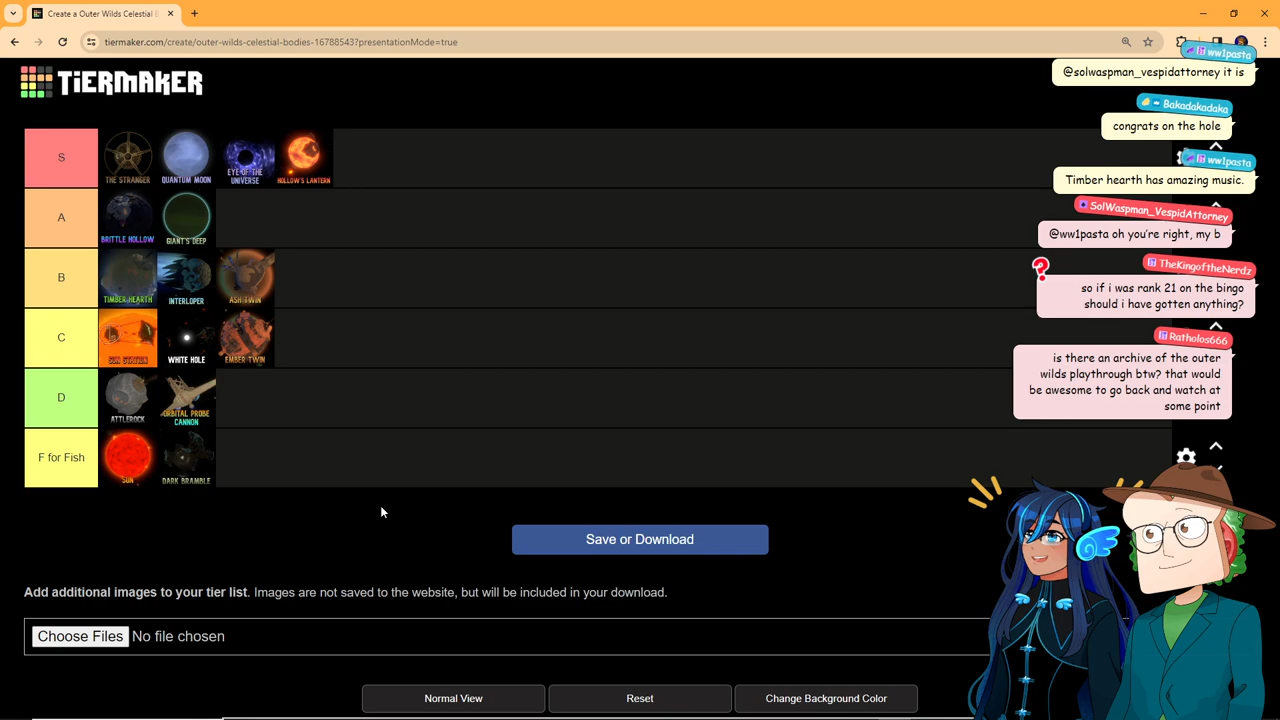 Create a Outer Wilds Celestial B
tiermaker.com/create/outer-wilds-celestial-bodies-16788543?presentationMode=true
TiERMAKER
S
THE STRANGER
QUANTUM MOON
EYE OF THE
UNIVERSE
HOLLOW'S LANTERN
A
BRITTLE HOLLOW
GIANT'S DEEP
B
TIMBER HEARTH
INTERLOPER
ASH TWIN
C
SUN STATION
WHITE HOLE
EMBER TWIN
D
ATTLEROCK
ORBITAL PROBE
CANNON
F for Fish
SUN
DARK BRAMBLE
Save or Download
Add additional images to your tier list. Images are not saved to the website, but will be included in your download.
Choose Files No file chosen
Normal View
Reset
Change Background Color
ww1pasta
@solwaspman_vespidattorney it is
Bakadakadaka
congrats on the hole
ww1pasta
Timber hearth has amazing music.
SolWaspman_VespidAttorney
@ww1pasta oh you're right, my b
?
TheKingoftheNerdz
so if i was rank 21 on the bingo
should i have gotten anything?
Ratholos666
is there an archive of the outer
wilds playthrough btw? that would
be awesome to go back and watch at
some point